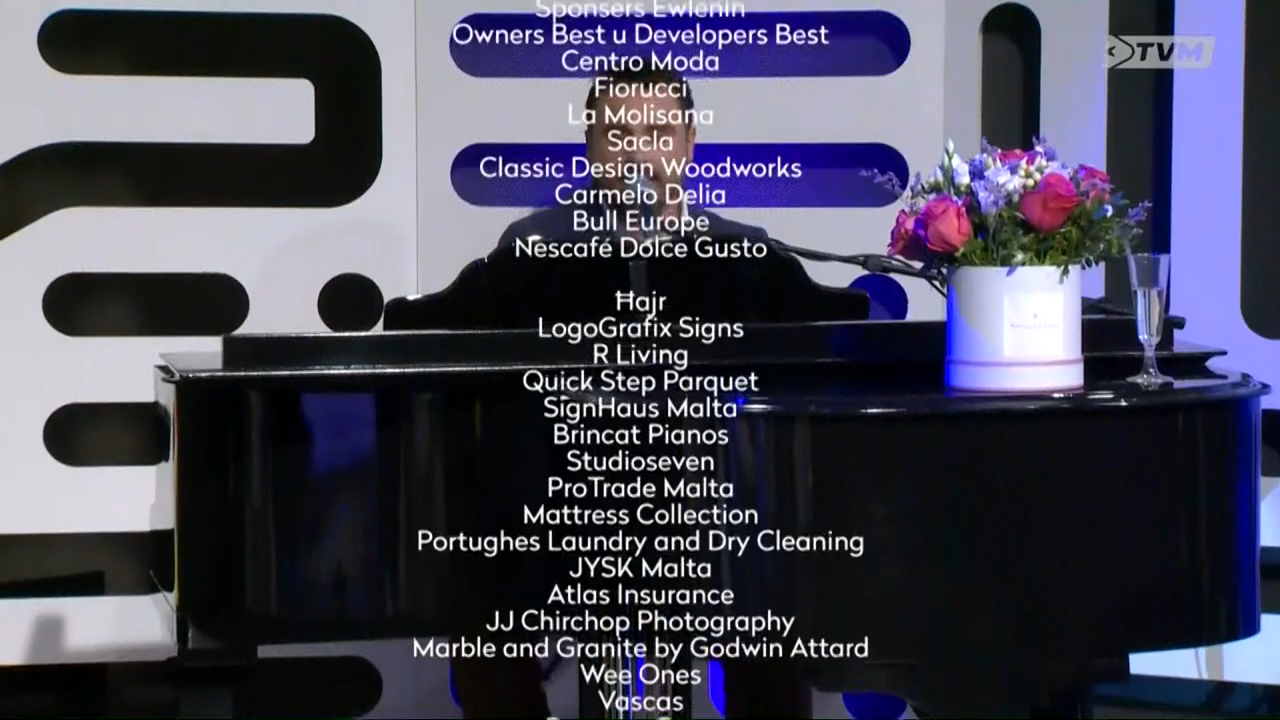 Sponsers Ewlenin
Owners Best u Developers Best
Centro Moda
Fiorucci
La Molisana
Sacla
Classic Design Woodworks
Carmelo Delia
Bull Europe
Nescafé Dolce Gusto
Ħajr
LogoGrafix Signs
R Living
Quick Step Parquet
SignHaus Malta
Brincat Pianos
Studioseven
ProTrade Malta
Mattress Collection
Portughes Laundry and Dry Cleaning
JYSK Malta
Atlas Insurance
JJ Chirchop Photography
Marble and Granite by Godwin Attard
Wee Ones
Vascas
TVM